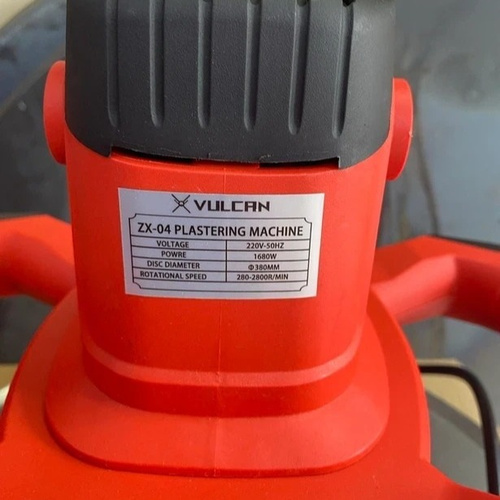 VULCAN
ZX-04 PLASTERING MACHINE
VOLTAGE 220V-50HZ
POWRE 1680W
DISC DIAMETER Φ380MM
ROTATIONAL SPEED 280-2800R/MIN